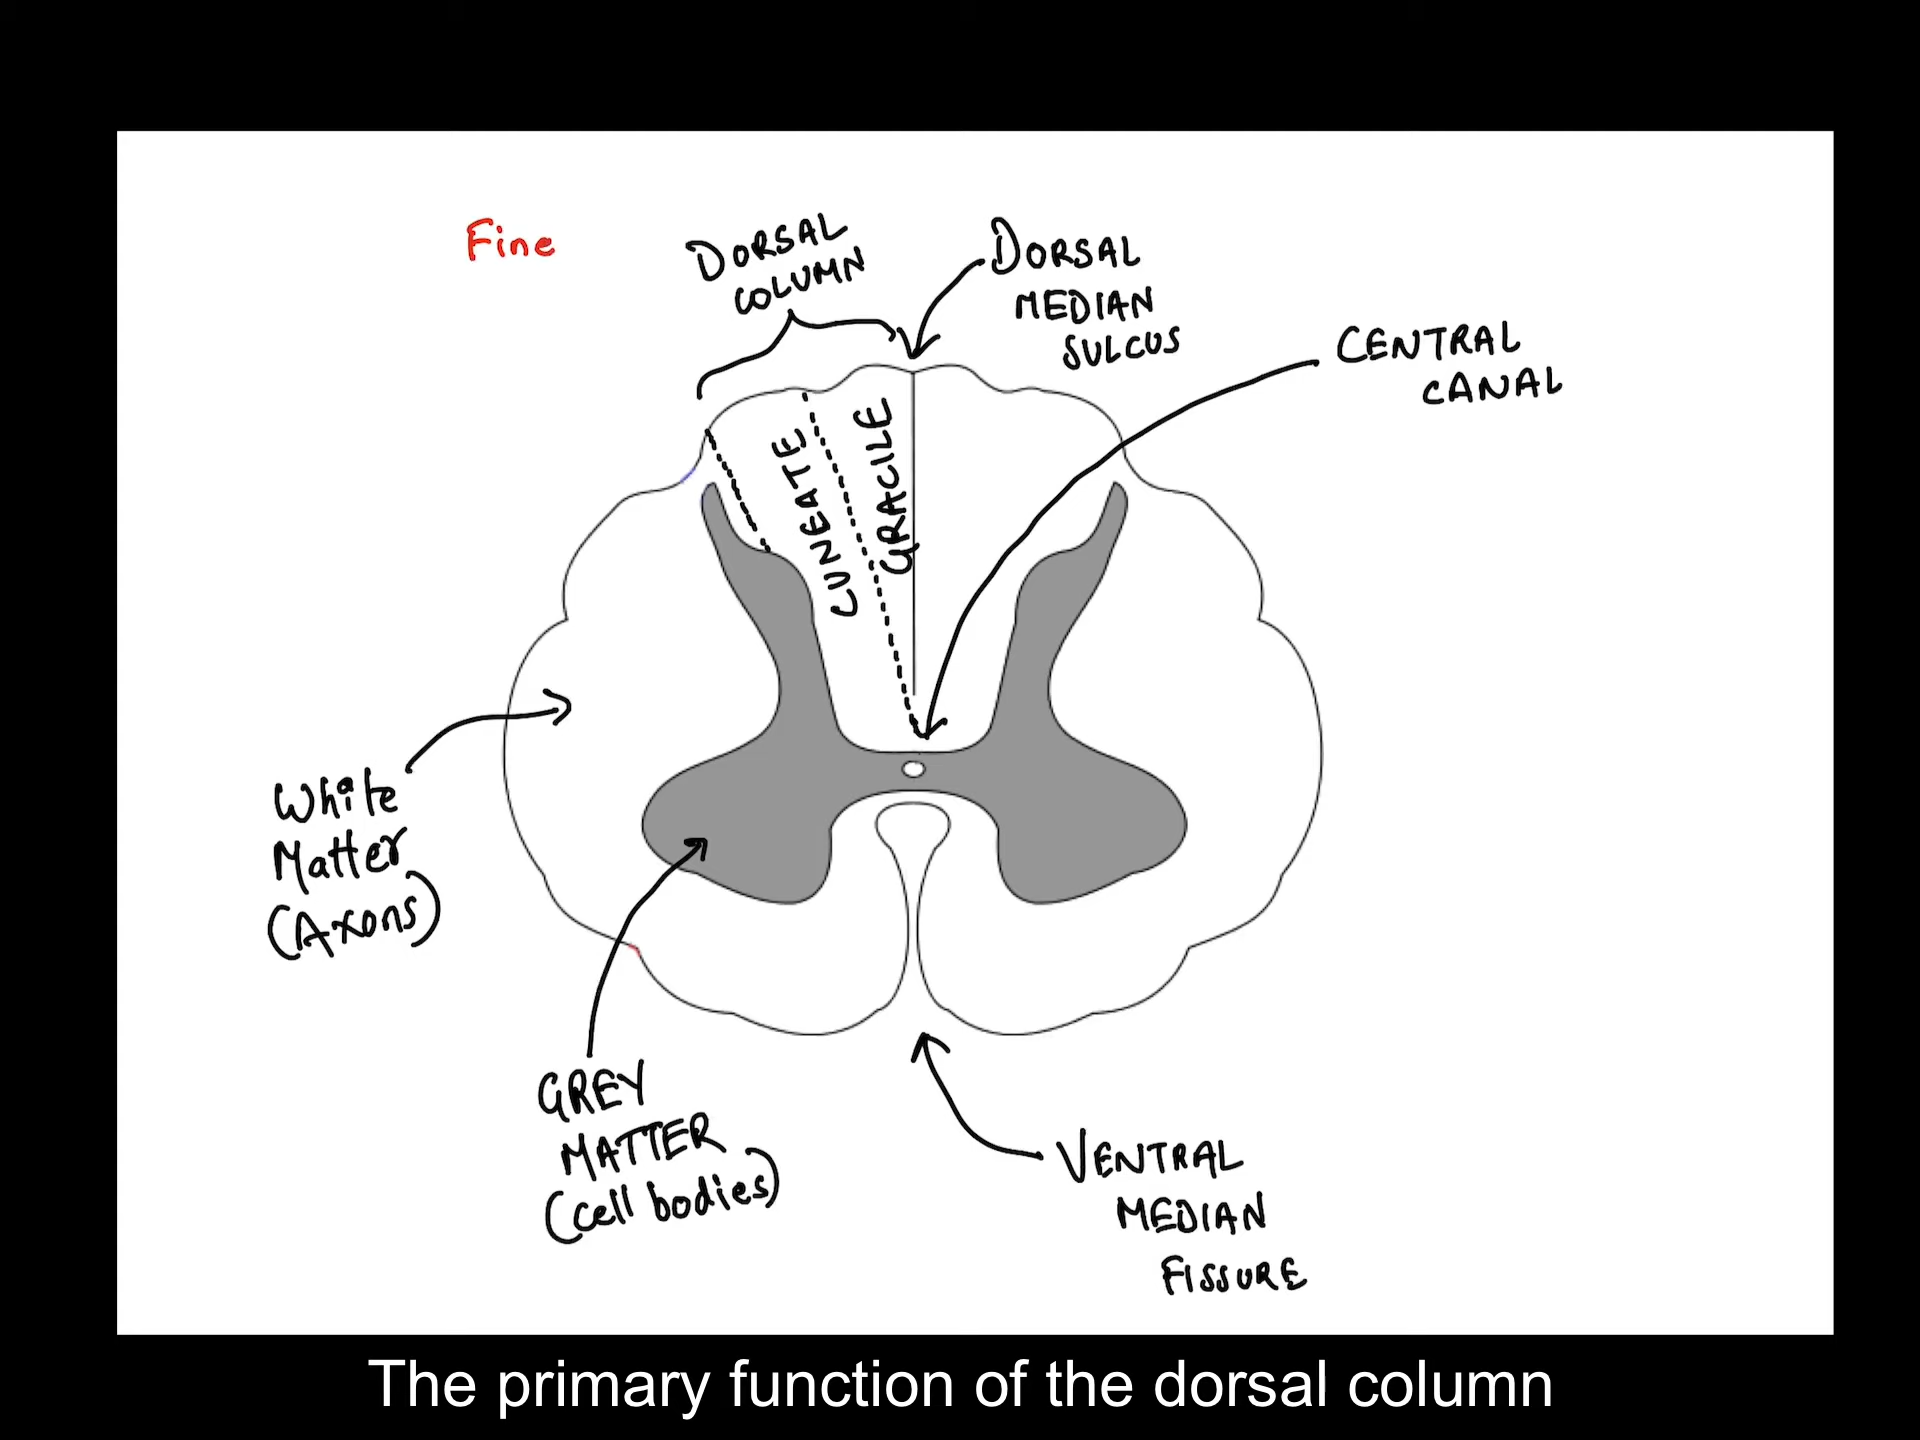 Fine
DORSAL
COLUMN
DORSAL
MEDIAN
SULCUS
CENTRAL
CANAL
CUNEATE
GRACILE
White
Matter
(Axons)
GREY
MATTER
(cell bodies)
VENTRAL
MEDIAN
FISSURE
The primary function of the dorsal column